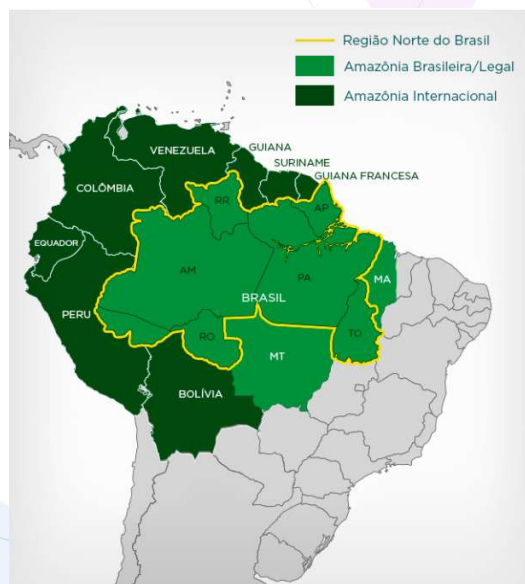 Região Norte do Brasil
Amazônia Brasileira/Legal
Amazônia Internacional
VENEZUELA
GUIANA
SURINAME
GUIANA FRANCESA
COLÔMBIA
RR
AP
EQUADOR
AM
PA
MA
BRASIL
PERU
RO
TO
MT
BOLÍVIA